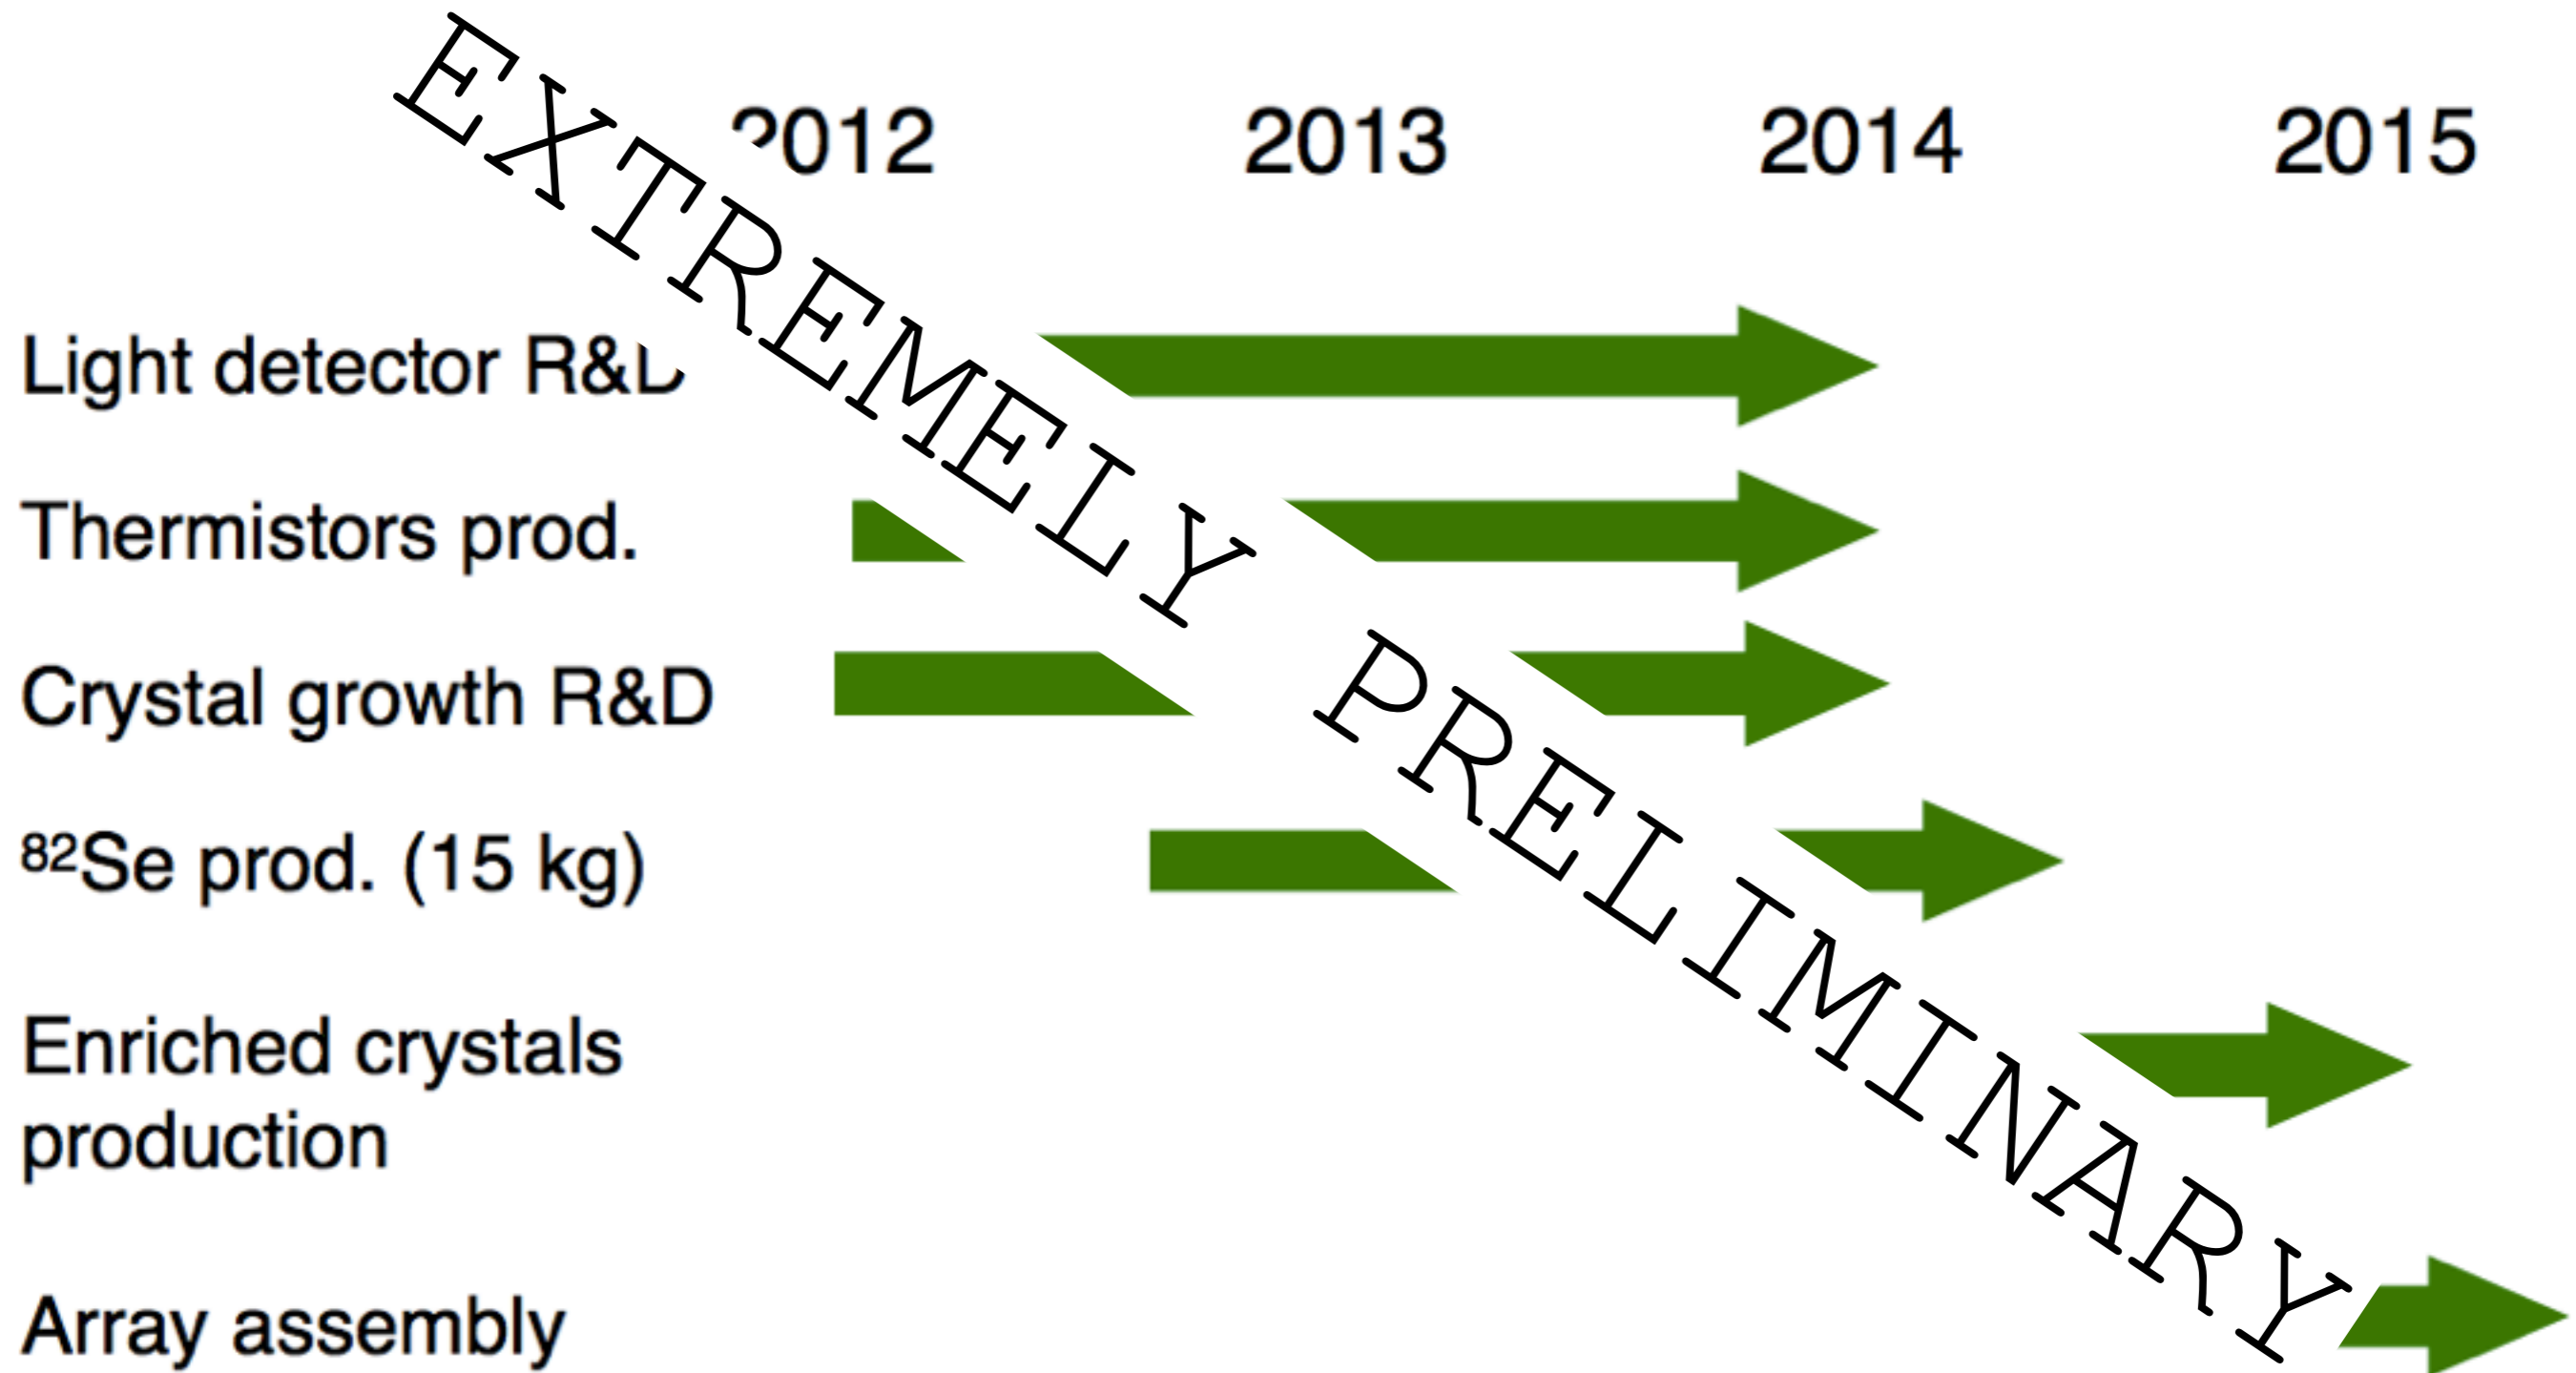 EXTREMELY PRELIMINARY
2012 2013 2014 2015
Light detector R&D
Thermistors prod.
Crystal growth R&D
⁸²Se prod. (15 kg)
Enriched crystals
production
Array assembly